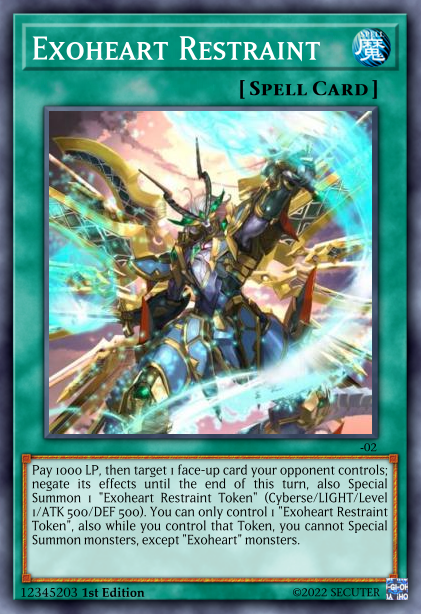 EXOHEART RESTRAINT
魔
[SPELL CARD]
-02
Pay 1000 LP, then target 1 face-up card your opponent controls;
negate its effects until the end of this turn, also Special
Summon 1 "Exoheart Restraint Token" (Cyberse/LIGHT/Level
1/ATK 500/DEF 500). You can only control 1 "Exoheart Restraint
Token", also while you control that Token, you cannot Special
Summon monsters, except "Exoheart" monsters.
12345203 1st Edition
©2022 SECUTER